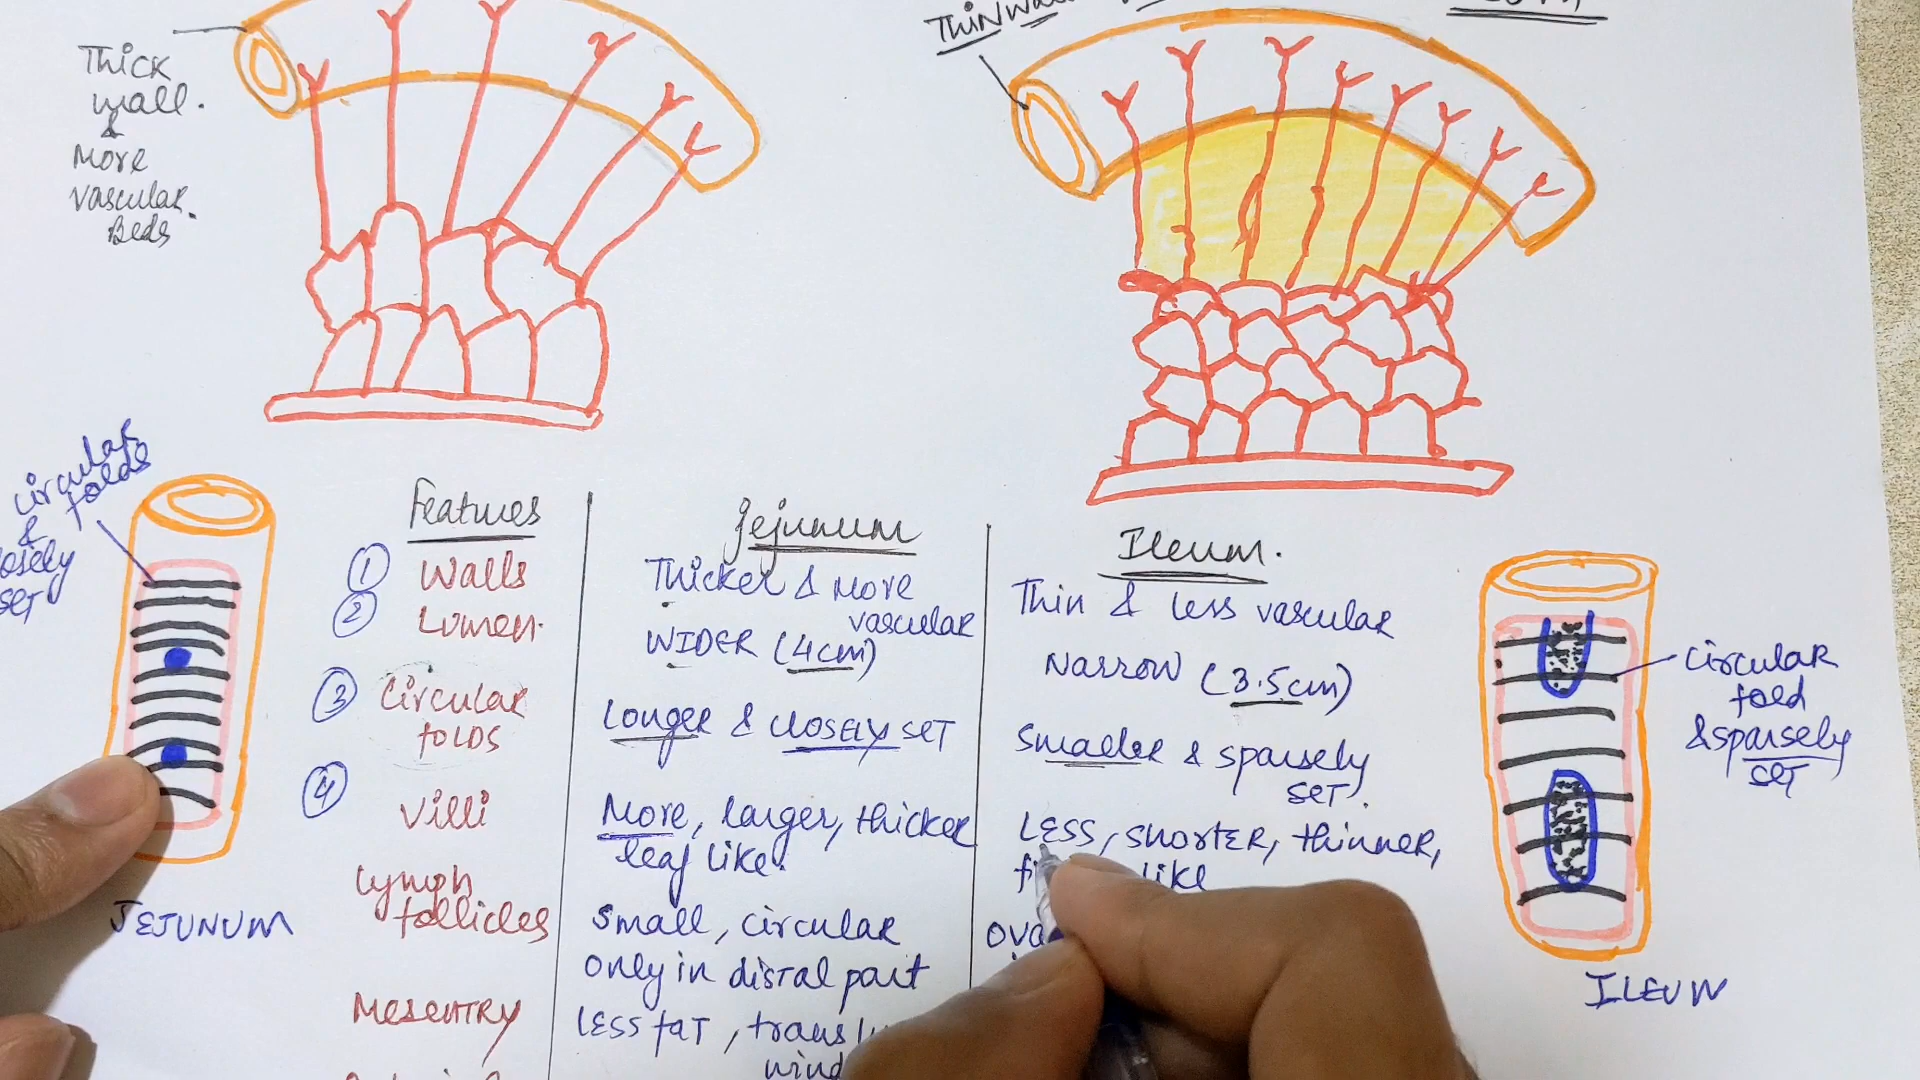 Thick
wall.
&
More
vascular
Beds
Thin
circular
folds
&
set
JEJUNUM
Features
Jejunum
Ileum.
1 Walls
Thicker & More
vascular
Thin & less vascular
2 Lumen.
WIDER (4cm)
Narrow (3.5cm)
3 Circular
folds
Longer & closely set
Smaller & sparsely
set.
4 Villi
More, larger, thicker
leaf like.
LESS, shorter, thinner,
like
Lymph
follicles
Small, circular
only in distal part
Mesentry
LESS fat,
circular
fold
& sparsely
set
ILEUM